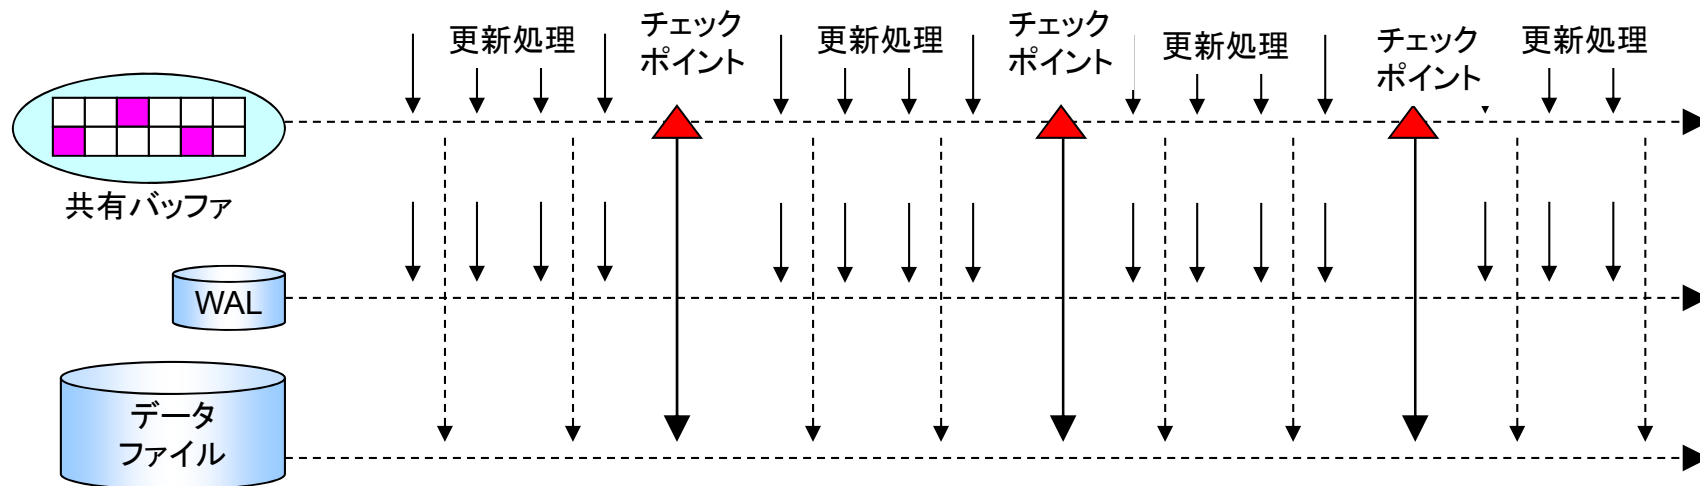 更新処理
チェック
ポイント
更新処理
チェック
ポイント
更新処理
チェック
ポイント
更新処理
共有バッファ
WAL
データ
ファイル